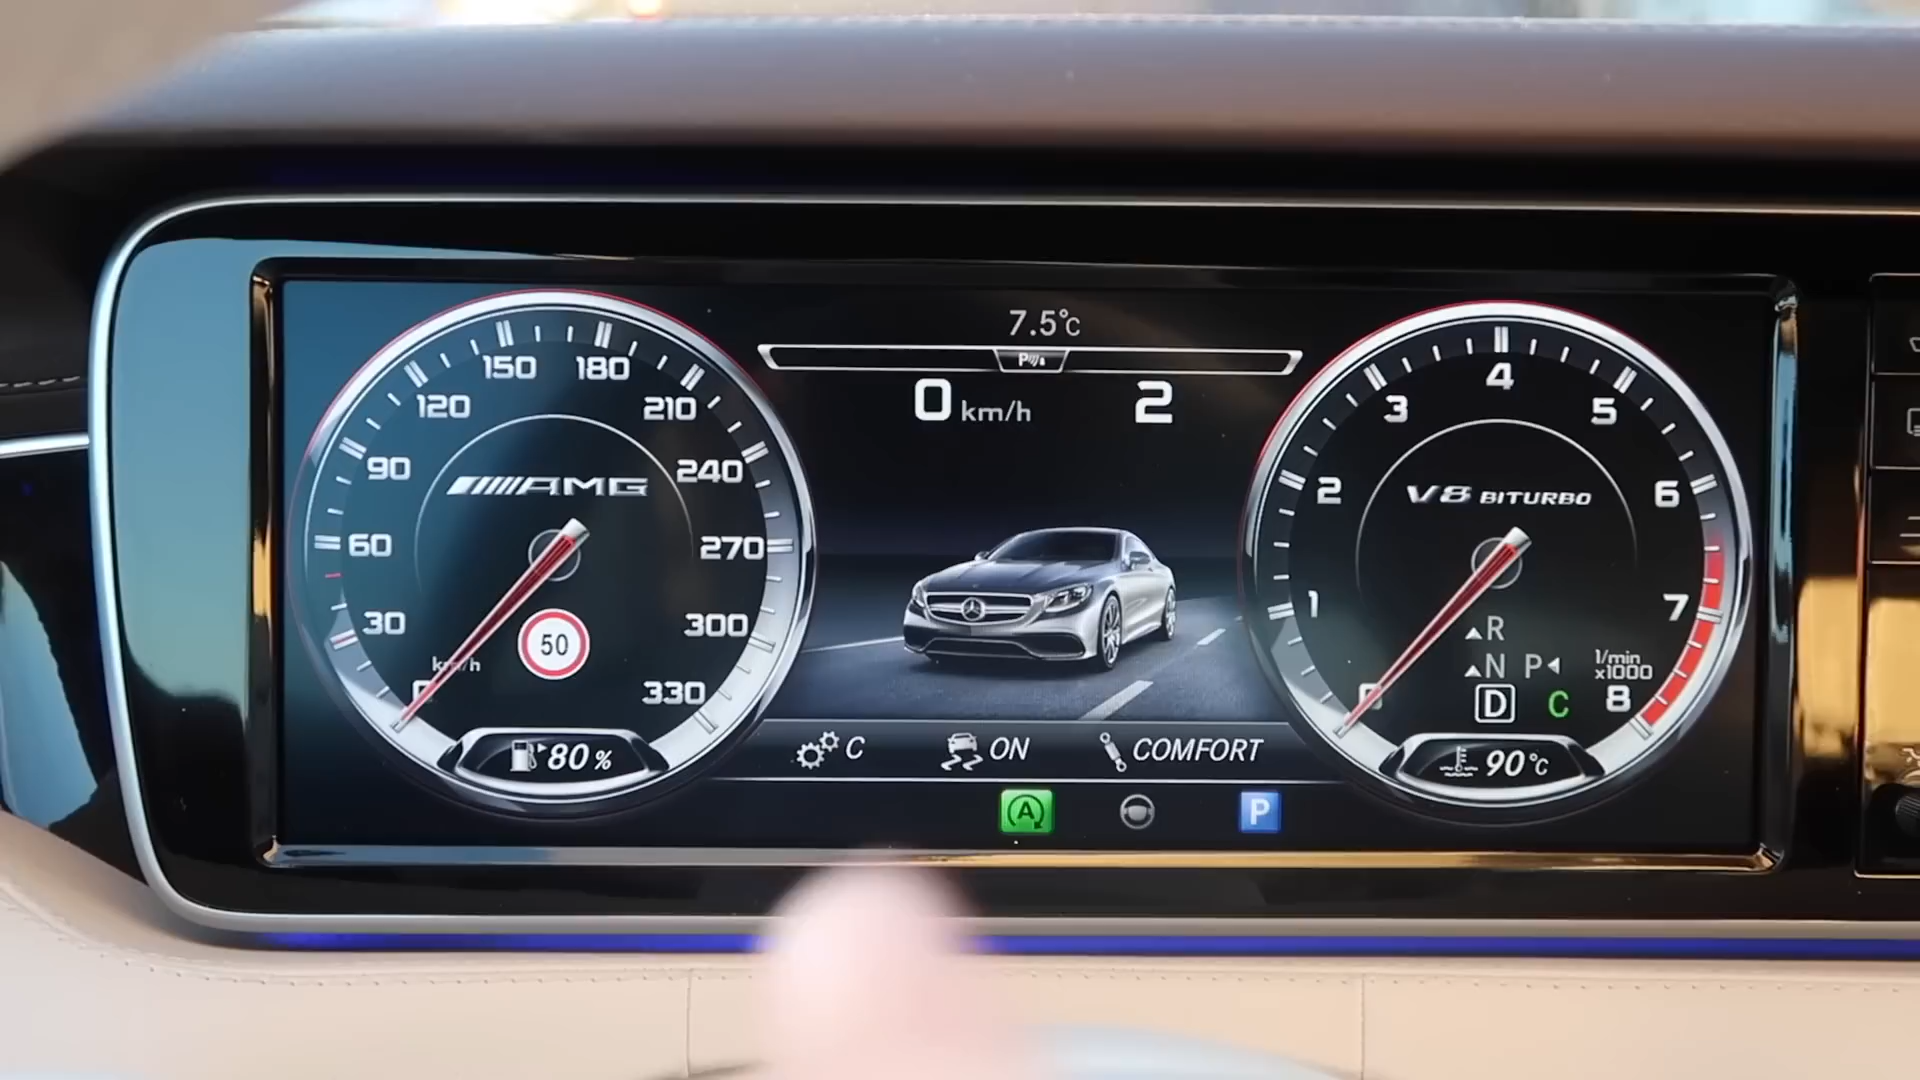 7.5°C
P
0 km/h 2
150 180
120 210
90 240
60 270
30 300
330
AMG
50
km/h
80 %
4
3 5
2 6
1 7
8
V8 BITURBO
R
N P
D C
1/min
x1000
90 °C
C ON COMFORT
A P